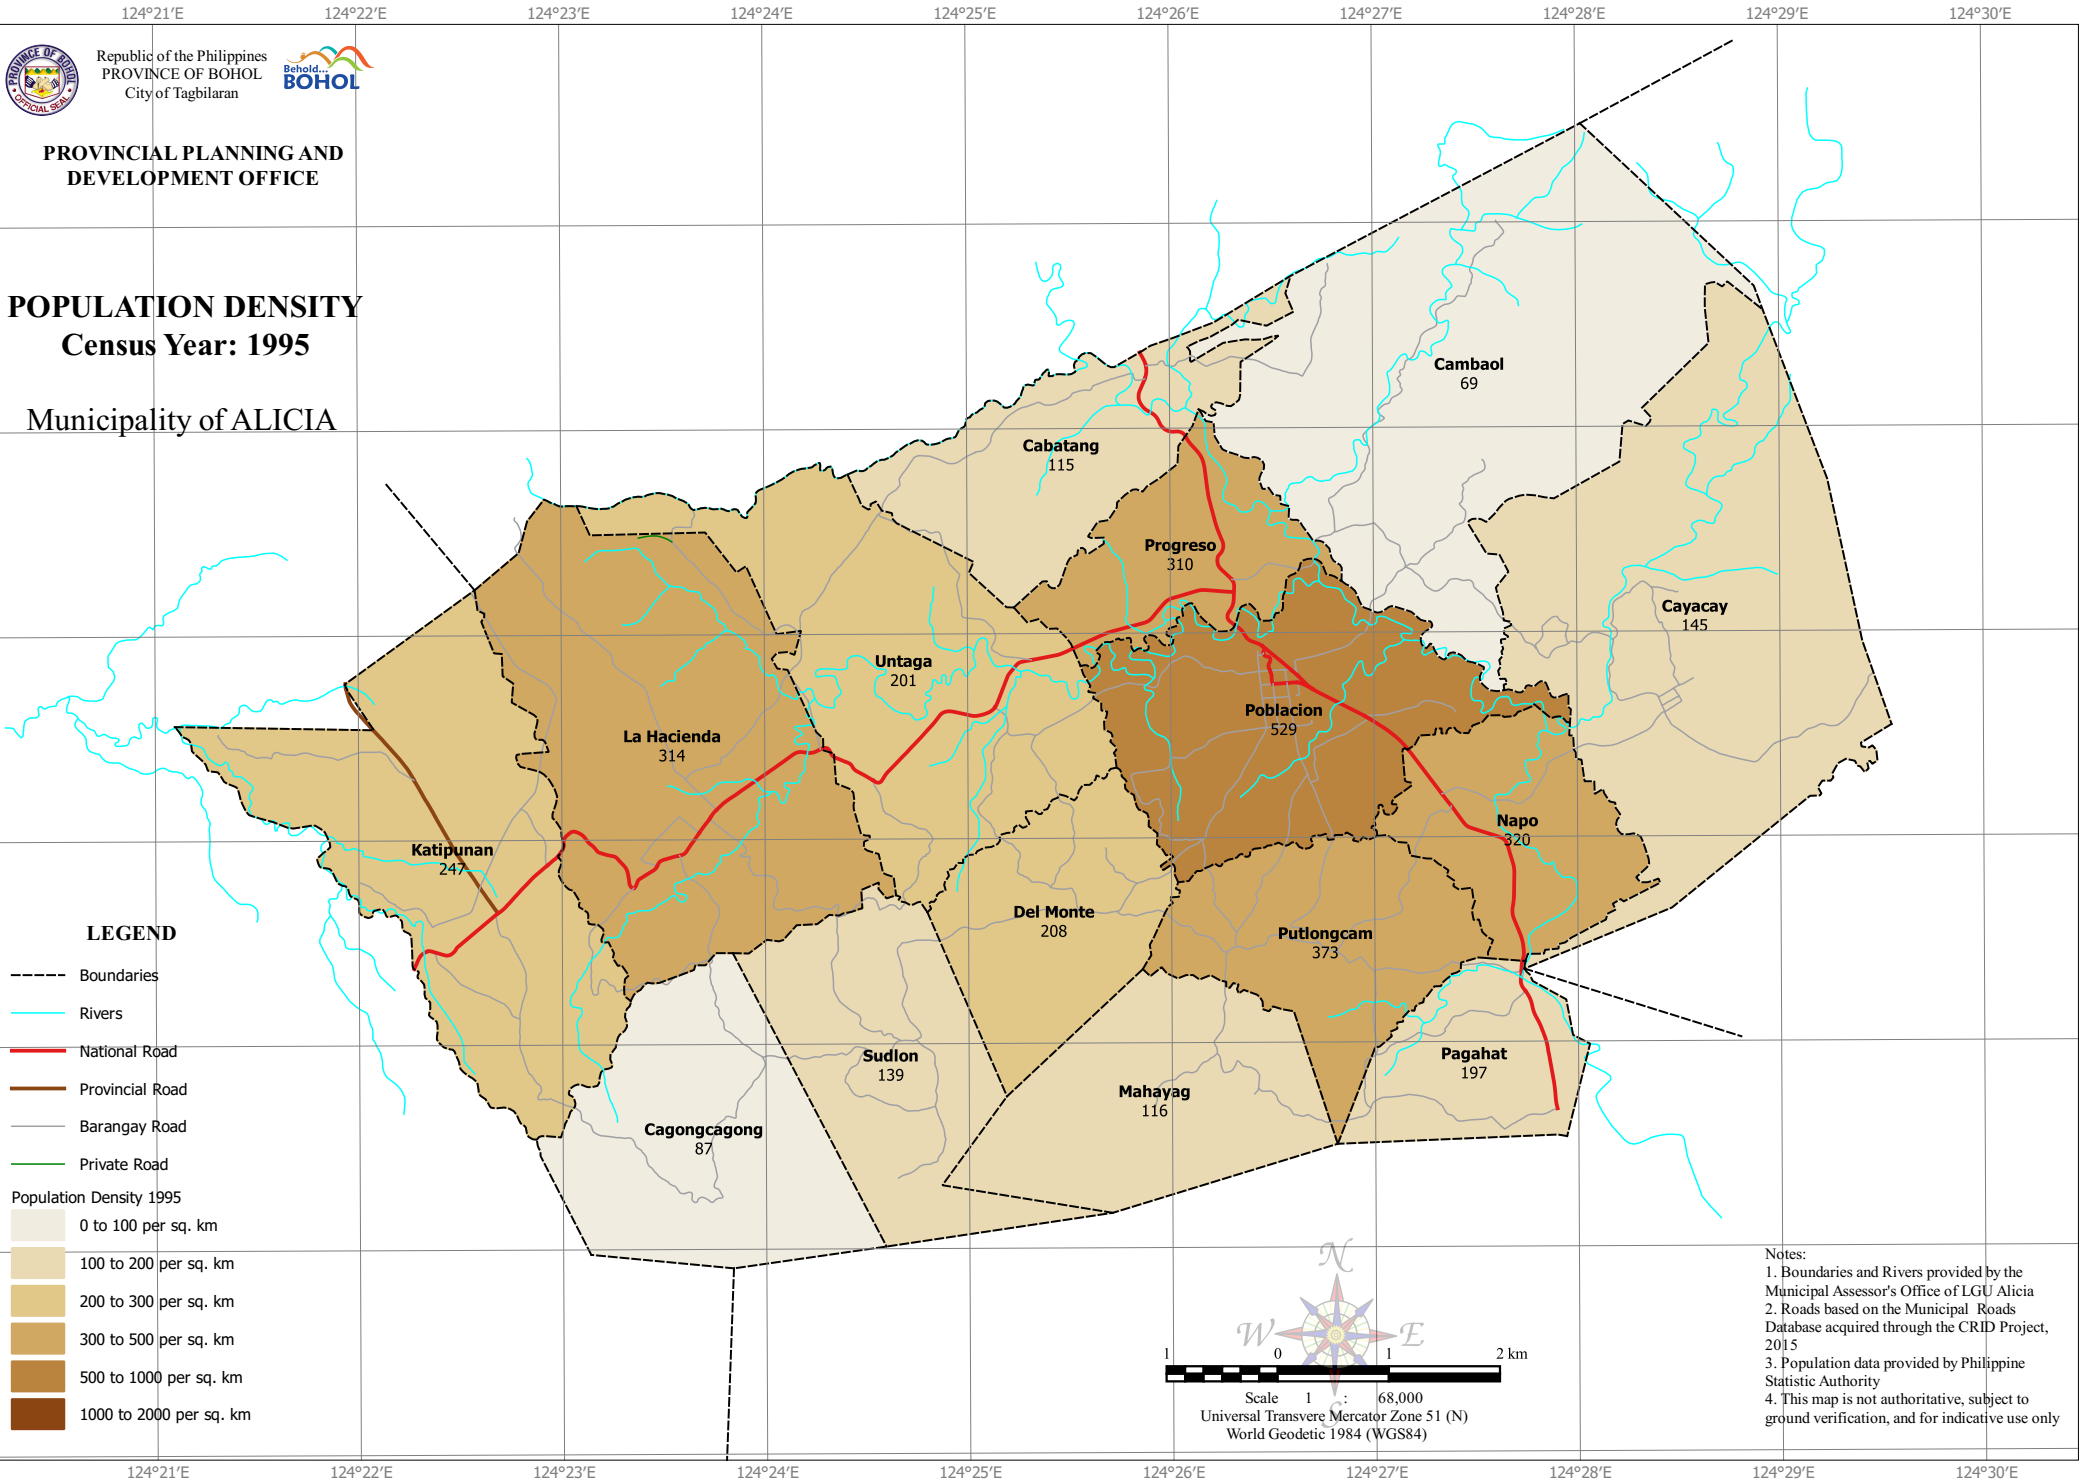 124°21′E 124°22′E 124°23′E 124°24′E 124°25′E 124°26′E 124°27′E 124°28′E 124°29′E 124°30′E
PROVINCE OF BOHOL
OFFICIAL SEAL
Republic of the Philippines
PROVINCE OF BOHOL
City of Tagbilaran
Behold...
BOHOL
PROVINCIAL PLANNING AND
DEVELOPMENT OFFICE
POPULATION DENSITY
Census Year: 1995
Municipality of ALICIA
Cambaol
69
Cabatang
115
Progreso
310
Cayacay
145
Untaga
201
Poblacion
529
La Hacienda
314
Napo
320
Katipunan
247
Del Monte
208
Putlongcam
373
Sudlon
139
Pagahat
197
Mahayag
116
Cagongcagong
87
LEGEND
Boundaries
Rivers
National Road
Provincial Road
Barangay Road
Private Road
Population Density 1995
0 to 100 per sq. km
100 to 200 per sq. km
200 to 300 per sq. km
300 to 500 per sq. km
500 to 1000 per sq. km
1000 to 2000 per sq. km
N
W E
S
1 0 1 2 km
Scale 1 : 68,000
Universal Transvere Mercator Zone 51 (N)
World Geodetic 1984 (WGS84)
Notes:
1. Boundaries and Rivers provided by the
Municipal Assessor's Office of LGU Alicia
2. Roads based on the Municipal Roads
Database acquired through the CRID Project,
2015
3. Population data provided by Philippine
Statistic Authority
4. This map is not authoritative, subject to
ground verification, and for indicative use only
124°21′E 124°22′E 124°23′E 124°24′E 124°25′E 124°26′E 124°27′E 124°28′E 124°29′E 124°30′E